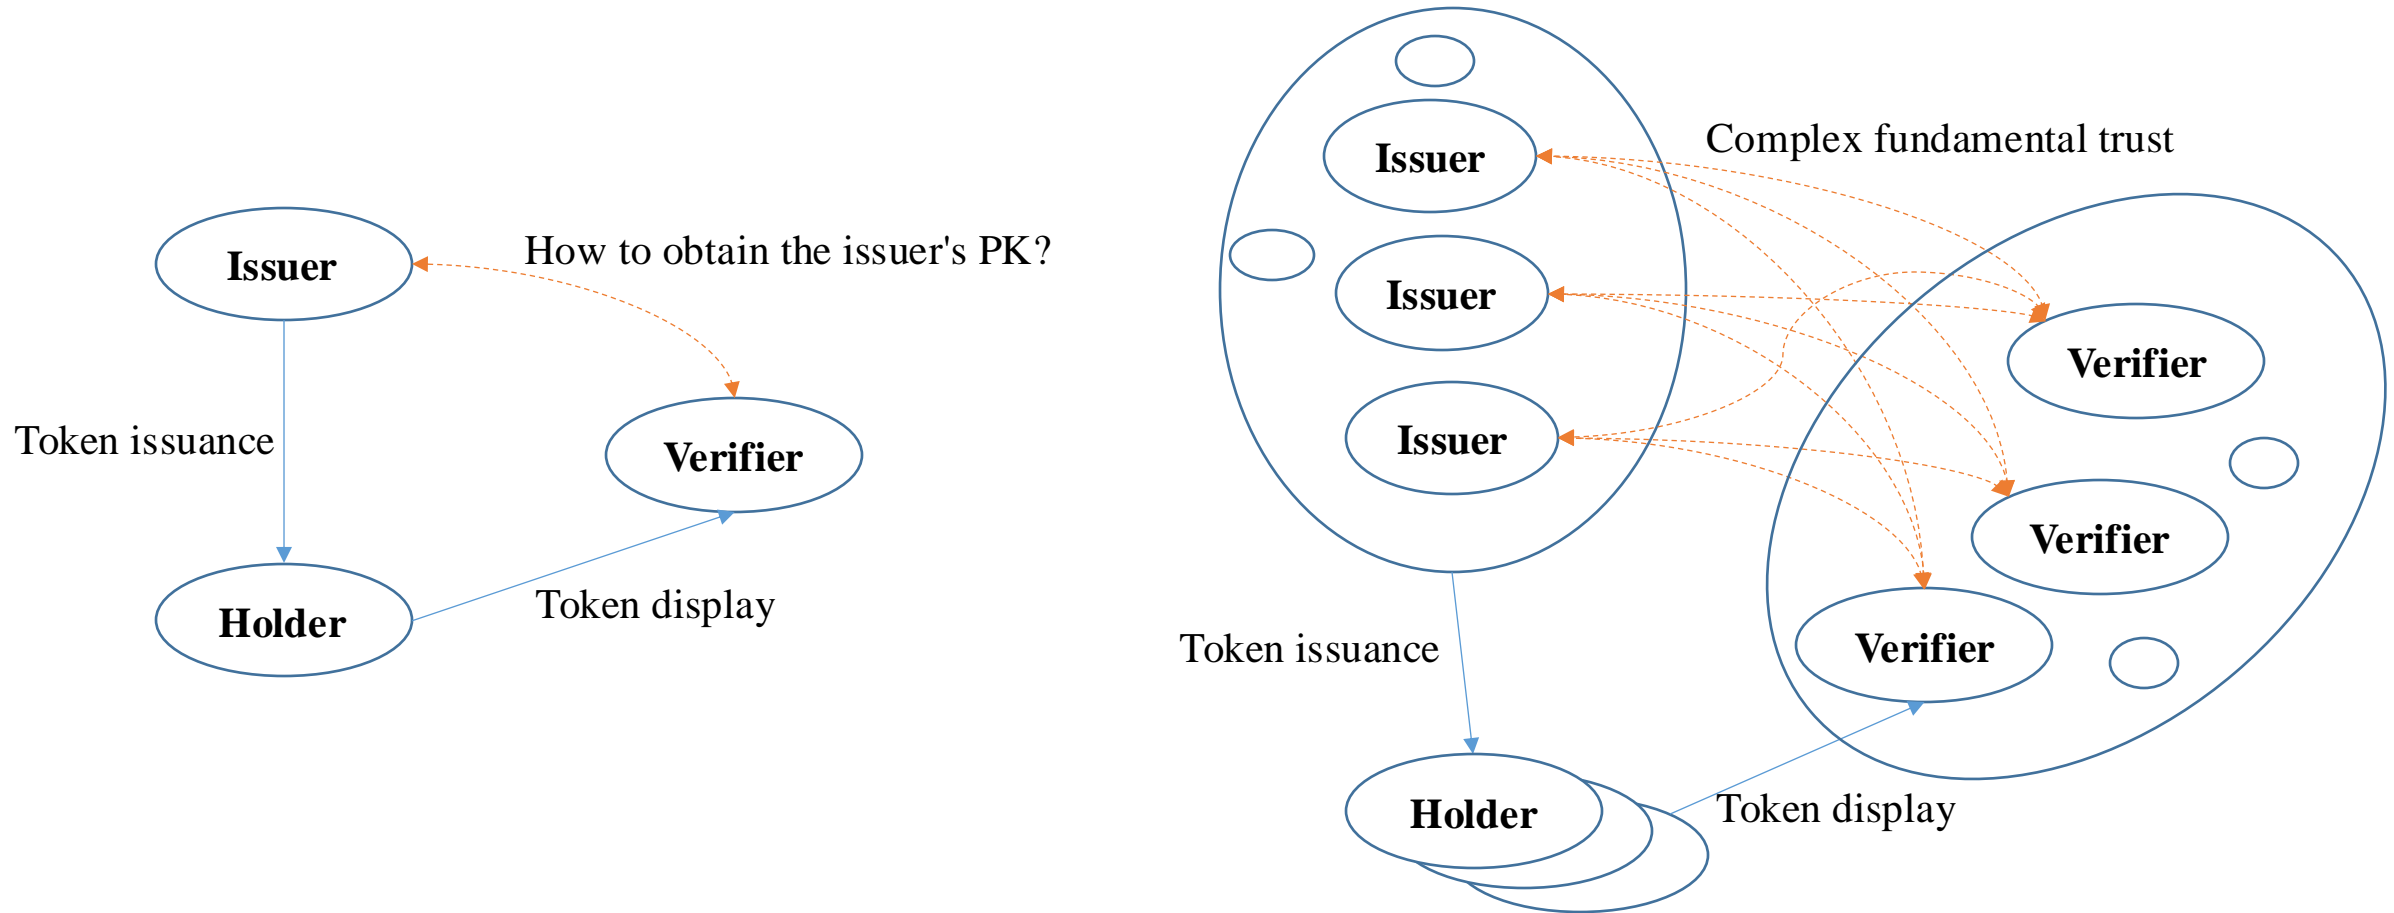 Issuer
How to obtain the issuer's PK?
Token issuance
Verifier
Holder
Token display
Issuer
Complex fundamental trust
Issuer
Issuer
Verifier
Verifier
Verifier
Token issuance
Holder
Token display